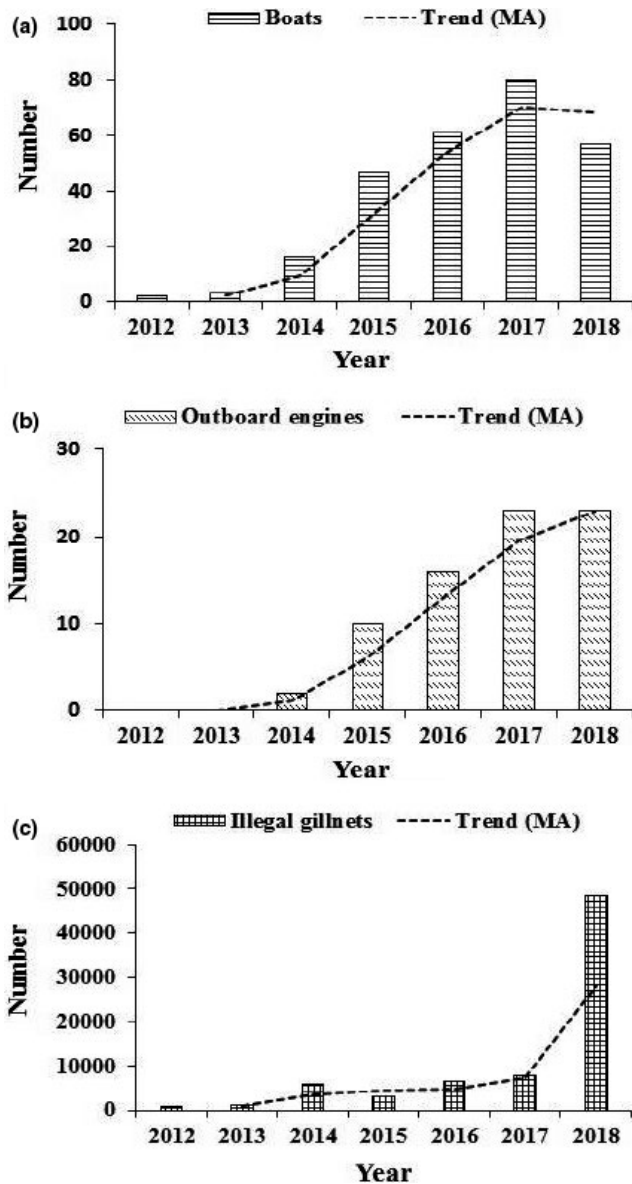 (a)
Boats Trend (MA)
100
80
60
40
20
0
Number
2012 2013 2014 2015 2016 2017 2018
Year
(b)
Outboard engines Trend (MA)
30
20
10
0
Number
2012 2013 2014 2015 2016 2017 2018
Year
(c)
Illegal gillnets Trend (MA)
60000
50000
40000
30000
20000
10000
0
Number
2012 2013 2014 2015 2016 2017 2018
Year